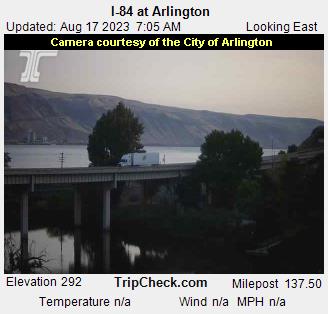 I-84 at Arlington
Updated: Aug 17 2023 7:05 AM Looking East
Camera courtesy of the City of Arlington
Elevation 292 TripCheck.com Milepost 137.50
Temperature n/a Wind n/a MPH n/a